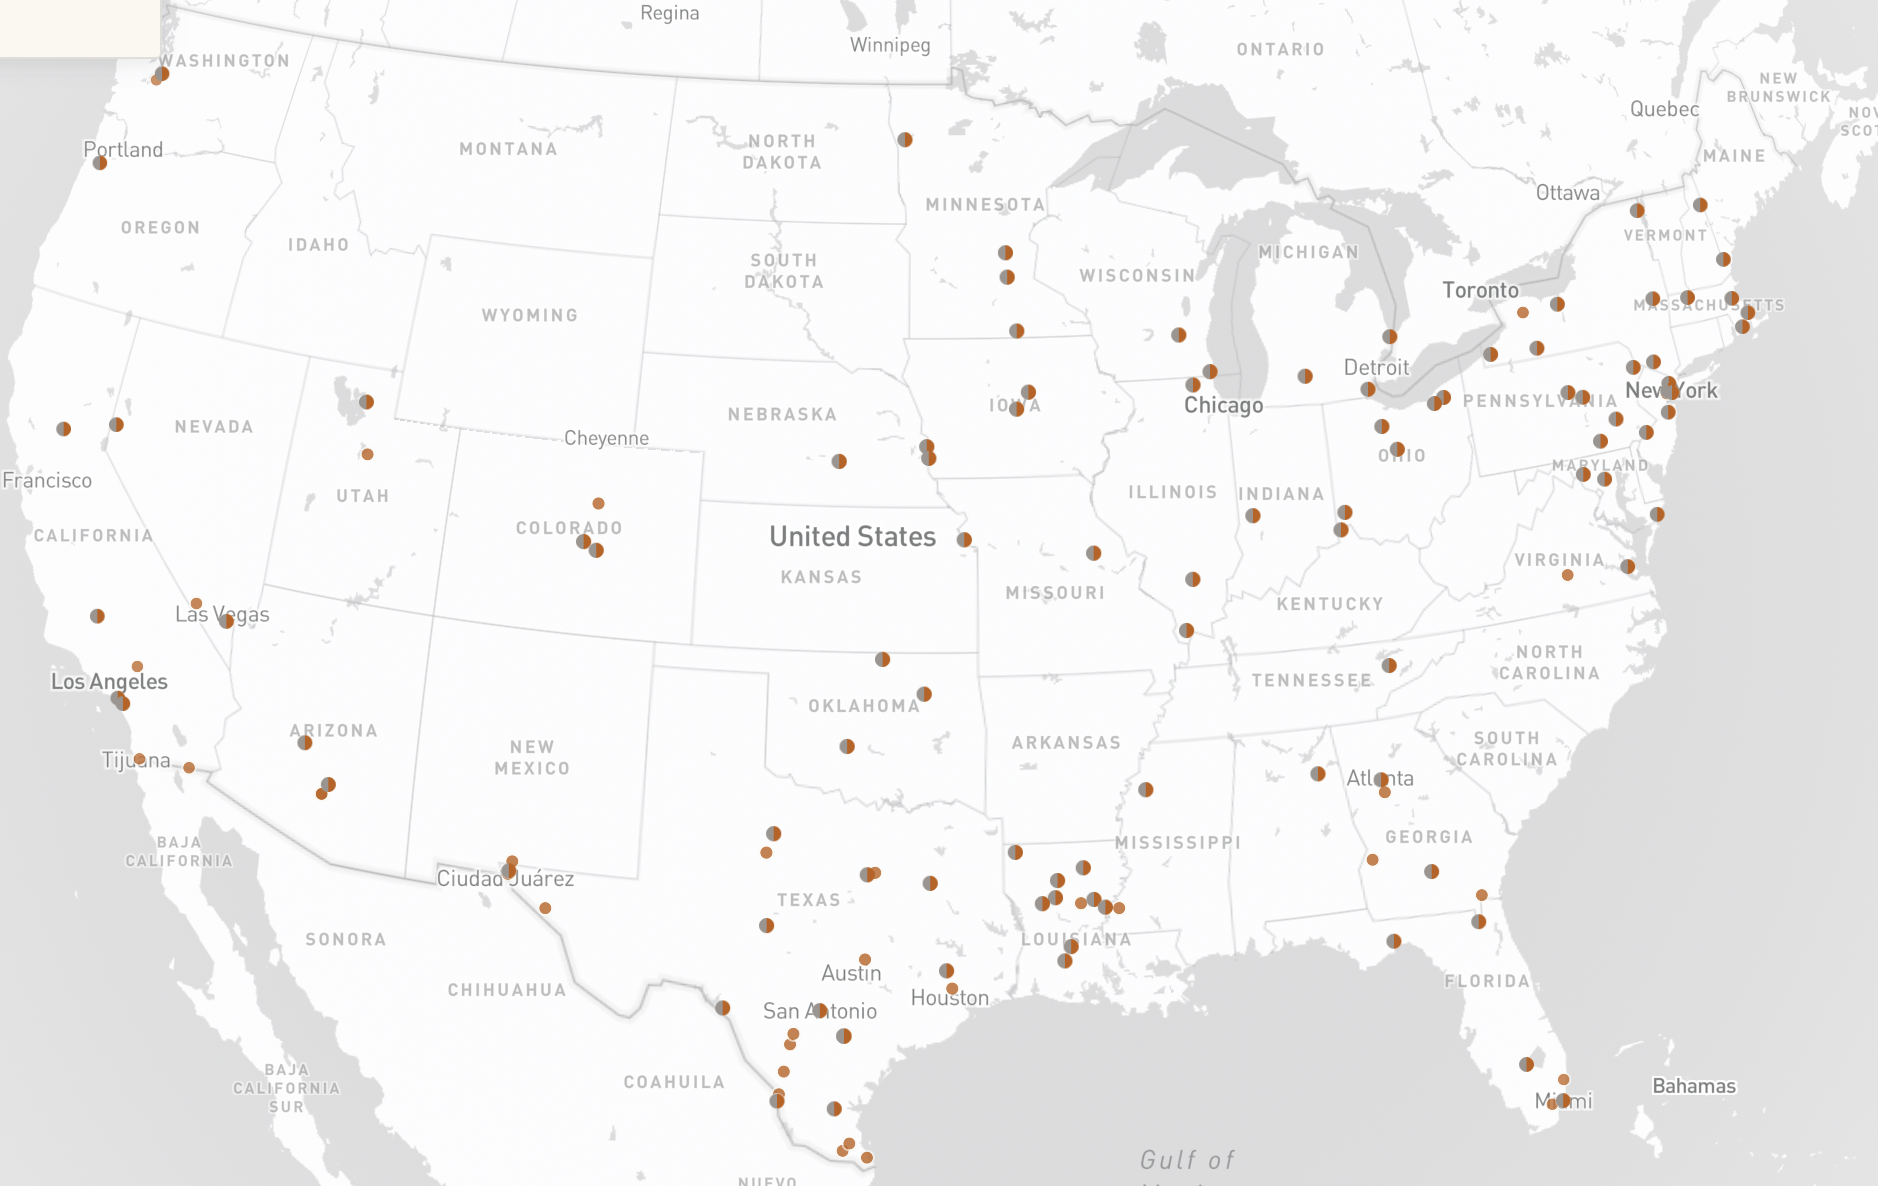 Regina
Winnipeg
ONTARIO
WASHINGTON
NEW
BRUNSWICK
Quebec
Portland
MONTANA
NORTH
DAKOTA
MAINE
Ottawa
MINNESOTA
OREGON
IDAHO
VERMONT
MICHIGAN
SOUTH
DAKOTA
WISCONSIN
Toronto
WYOMING
MASSACHUSETTS
Detroit
NEBRASKA
IOWA
Chicago
PENNSYLVANIA
New York
NEVADA
Cheyenne
OHIO
MARYLAND
Francisco
UTAH
ILLINOIS
INDIANA
COLORADO
CALIFORNIA
United States
VIRGINIA
KANSAS
MISSOURI
KENTUCKY
Las Vegas
NORTH
CAROLINA
Los Angeles
TENNESSEE
OKLAHOMA
ARIZONA
ARKANSAS
SOUTH
CAROLINA
NEW
MEXICO
Tijuana
Atlanta
GEORGIA
MISSISSIPPI
BAJA
CALIFORNIA
Ciudad Juárez
TEXAS
SONORA
LOUISIANA
Austin
FLORIDA
CHIHUAHUA
Houston
San Antonio
BAJA
CALIFORNIA
SUR
COAHUILA
Bahamas
Miami
Gulf of
NUEVO